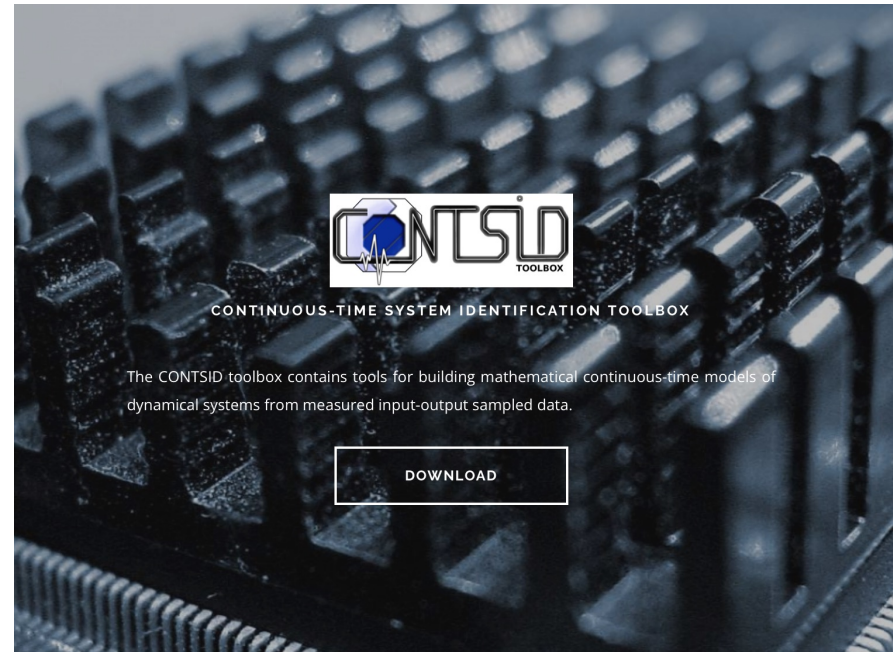 CONTSID
TOOLBOX
CONTINUOUS-TIME SYSTEM IDENTIFICATION TOOLBOX
The CONTSID toolbox contains tools for building mathematical continuous-time models of
dynamical systems from measured input-output sampled data.
DOWNLOAD